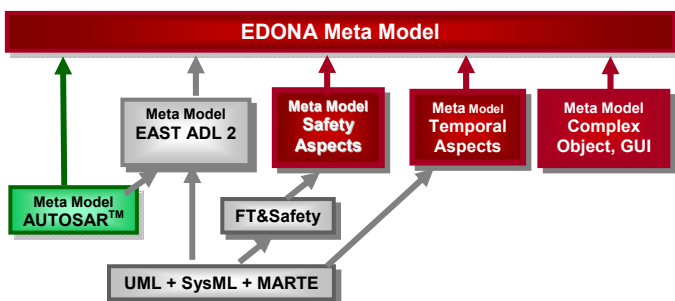 EDONA Meta Model
Meta Model
EAST ADL 2
Meta Model
Safety
Aspects
Meta Model
Temporal
Aspects
Meta Model
Complex
Object, GUI
Meta Model
AUTOSAR™
FT&Safety
UML + SysML + MARTE